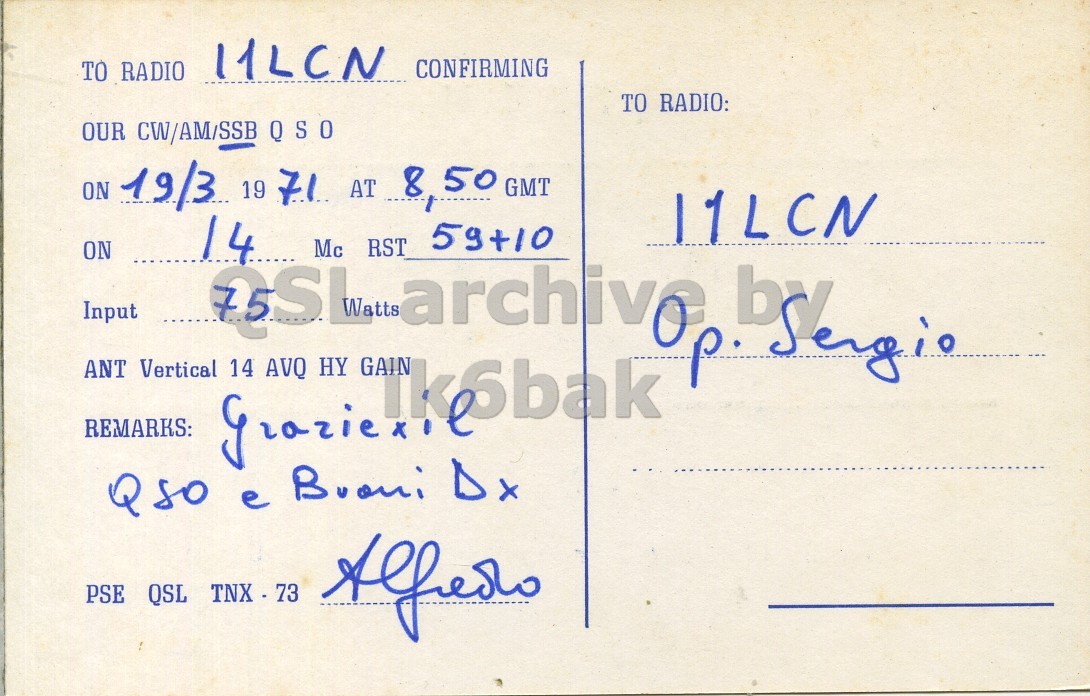 TO RADIO I1LCN CONFIRMING
OUR CW/AM/SSB Q S O
ON 19/3 1971 AT 8,50 GMT
ON 14 Mc RST 59+10
Input 75 Watts
ANT Vertical 14 AVQ HY GAIN
REMARKS: Grazie x il
QSO e Buoni Dx
PSE QSL TNX - 73 Alfredo
TO RADIO:
I1LCN
Op. Sergio
QSL archive by
Ik6bak